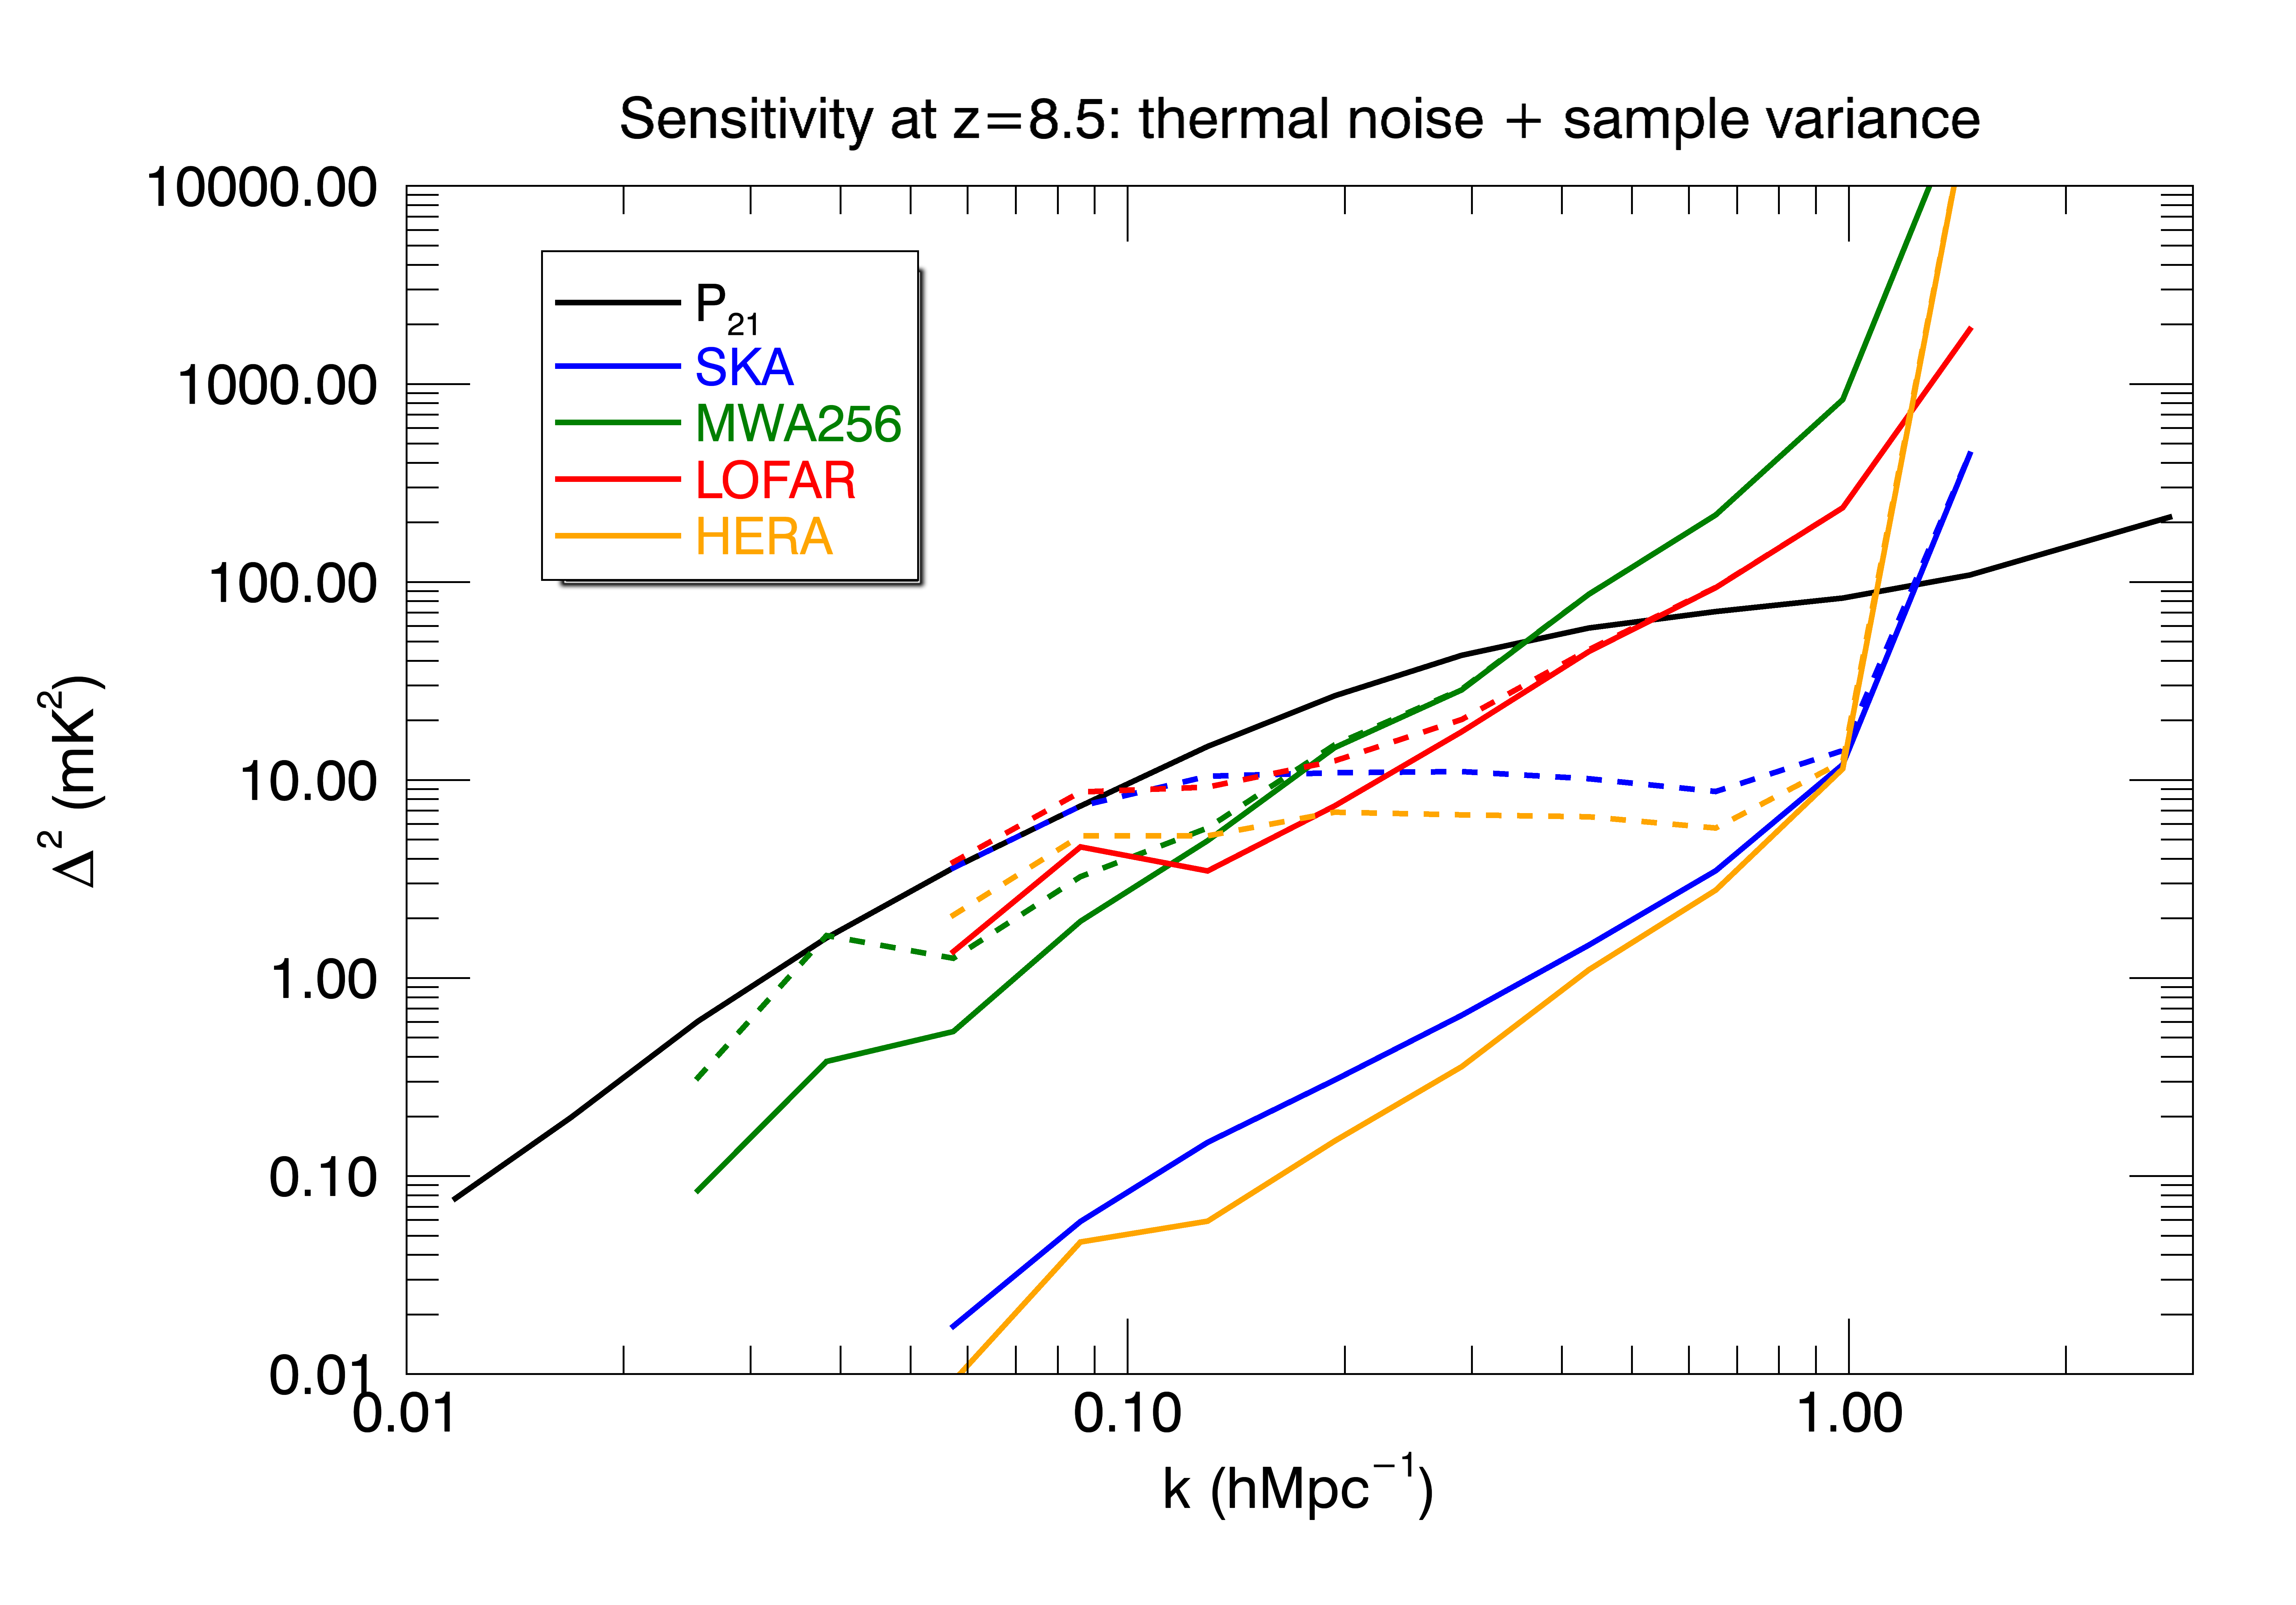 Sensitivity at z=8.5: thermal noise + sample variance
10000.00
1000.00
100.00
10.00
1.00
0.10
0.01
Δ² (mK²)
P₂₁
SKA
MWA256
LOFAR
HERA
0.01 0.10 1.00
k (hMpc⁻¹)